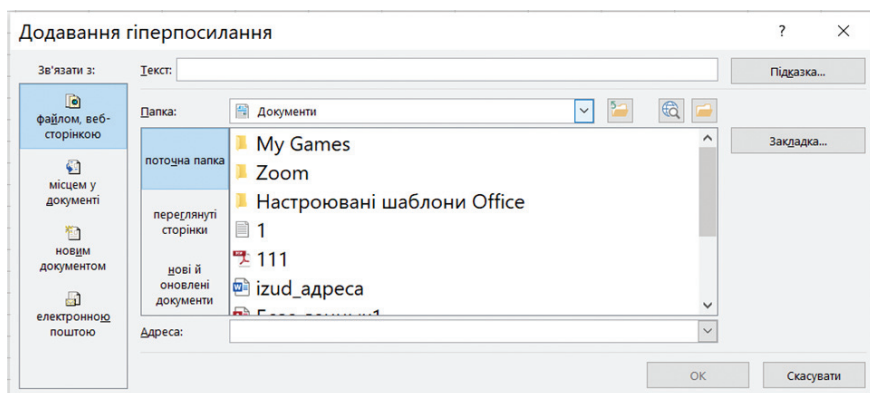 Додавання гіперпосилання
?
Зв'язати з:
файлом, веб-
сторінкою
місцем у
документі
новим
документом
електронною
поштою
Текст:
Підказка...
Папка:
Документи
поточна папка
переглянуті
сторінки
нові й
оновлені
документи
My Games
Zoom
Настроювані шаблони Office
1
111
izud_адреса
Закладка...
Адреса:
ОК
Скасувати